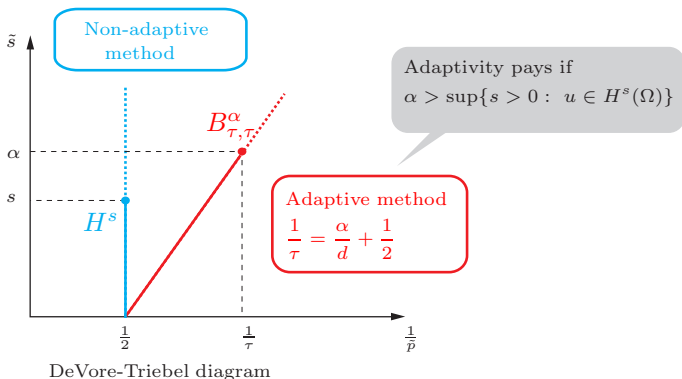 s̃
Non-adaptive
method
Adaptivity pays if
α > sup{s > 0 : u ∈ H^s(Ω)}
B^α_{τ,τ}
α
s
H^s
Adaptive method
1/τ = α/d + 1/2
1/2
1/τ
1/p̃
DeVore-Triebel diagram